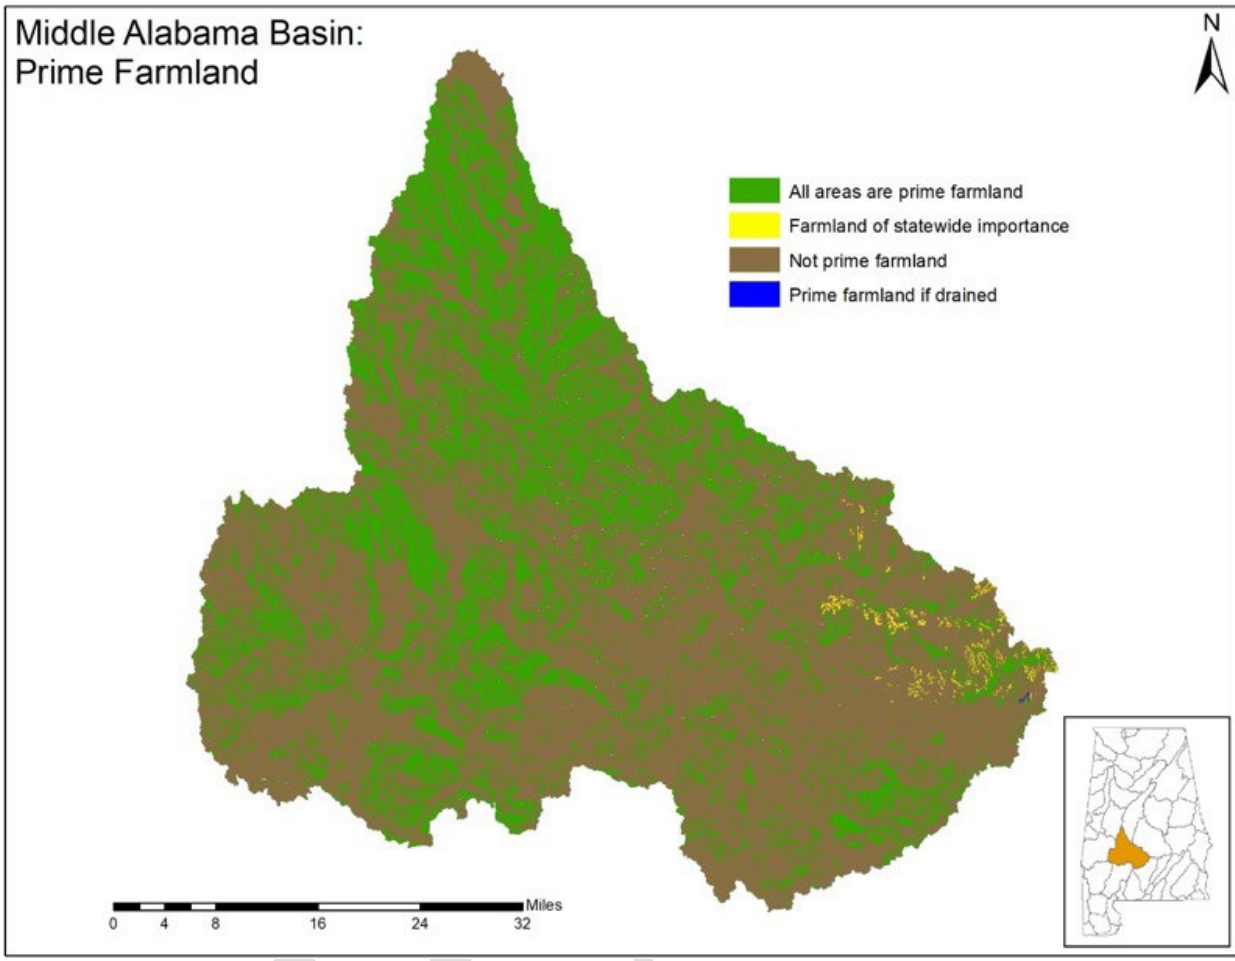 Middle Alabama Basin:
Prime Farmland
N
All areas are prime farmland
Farmland of statewide importance
Not prime farmland
Prime farmland if drained
Miles
0 4 8 16 24 32